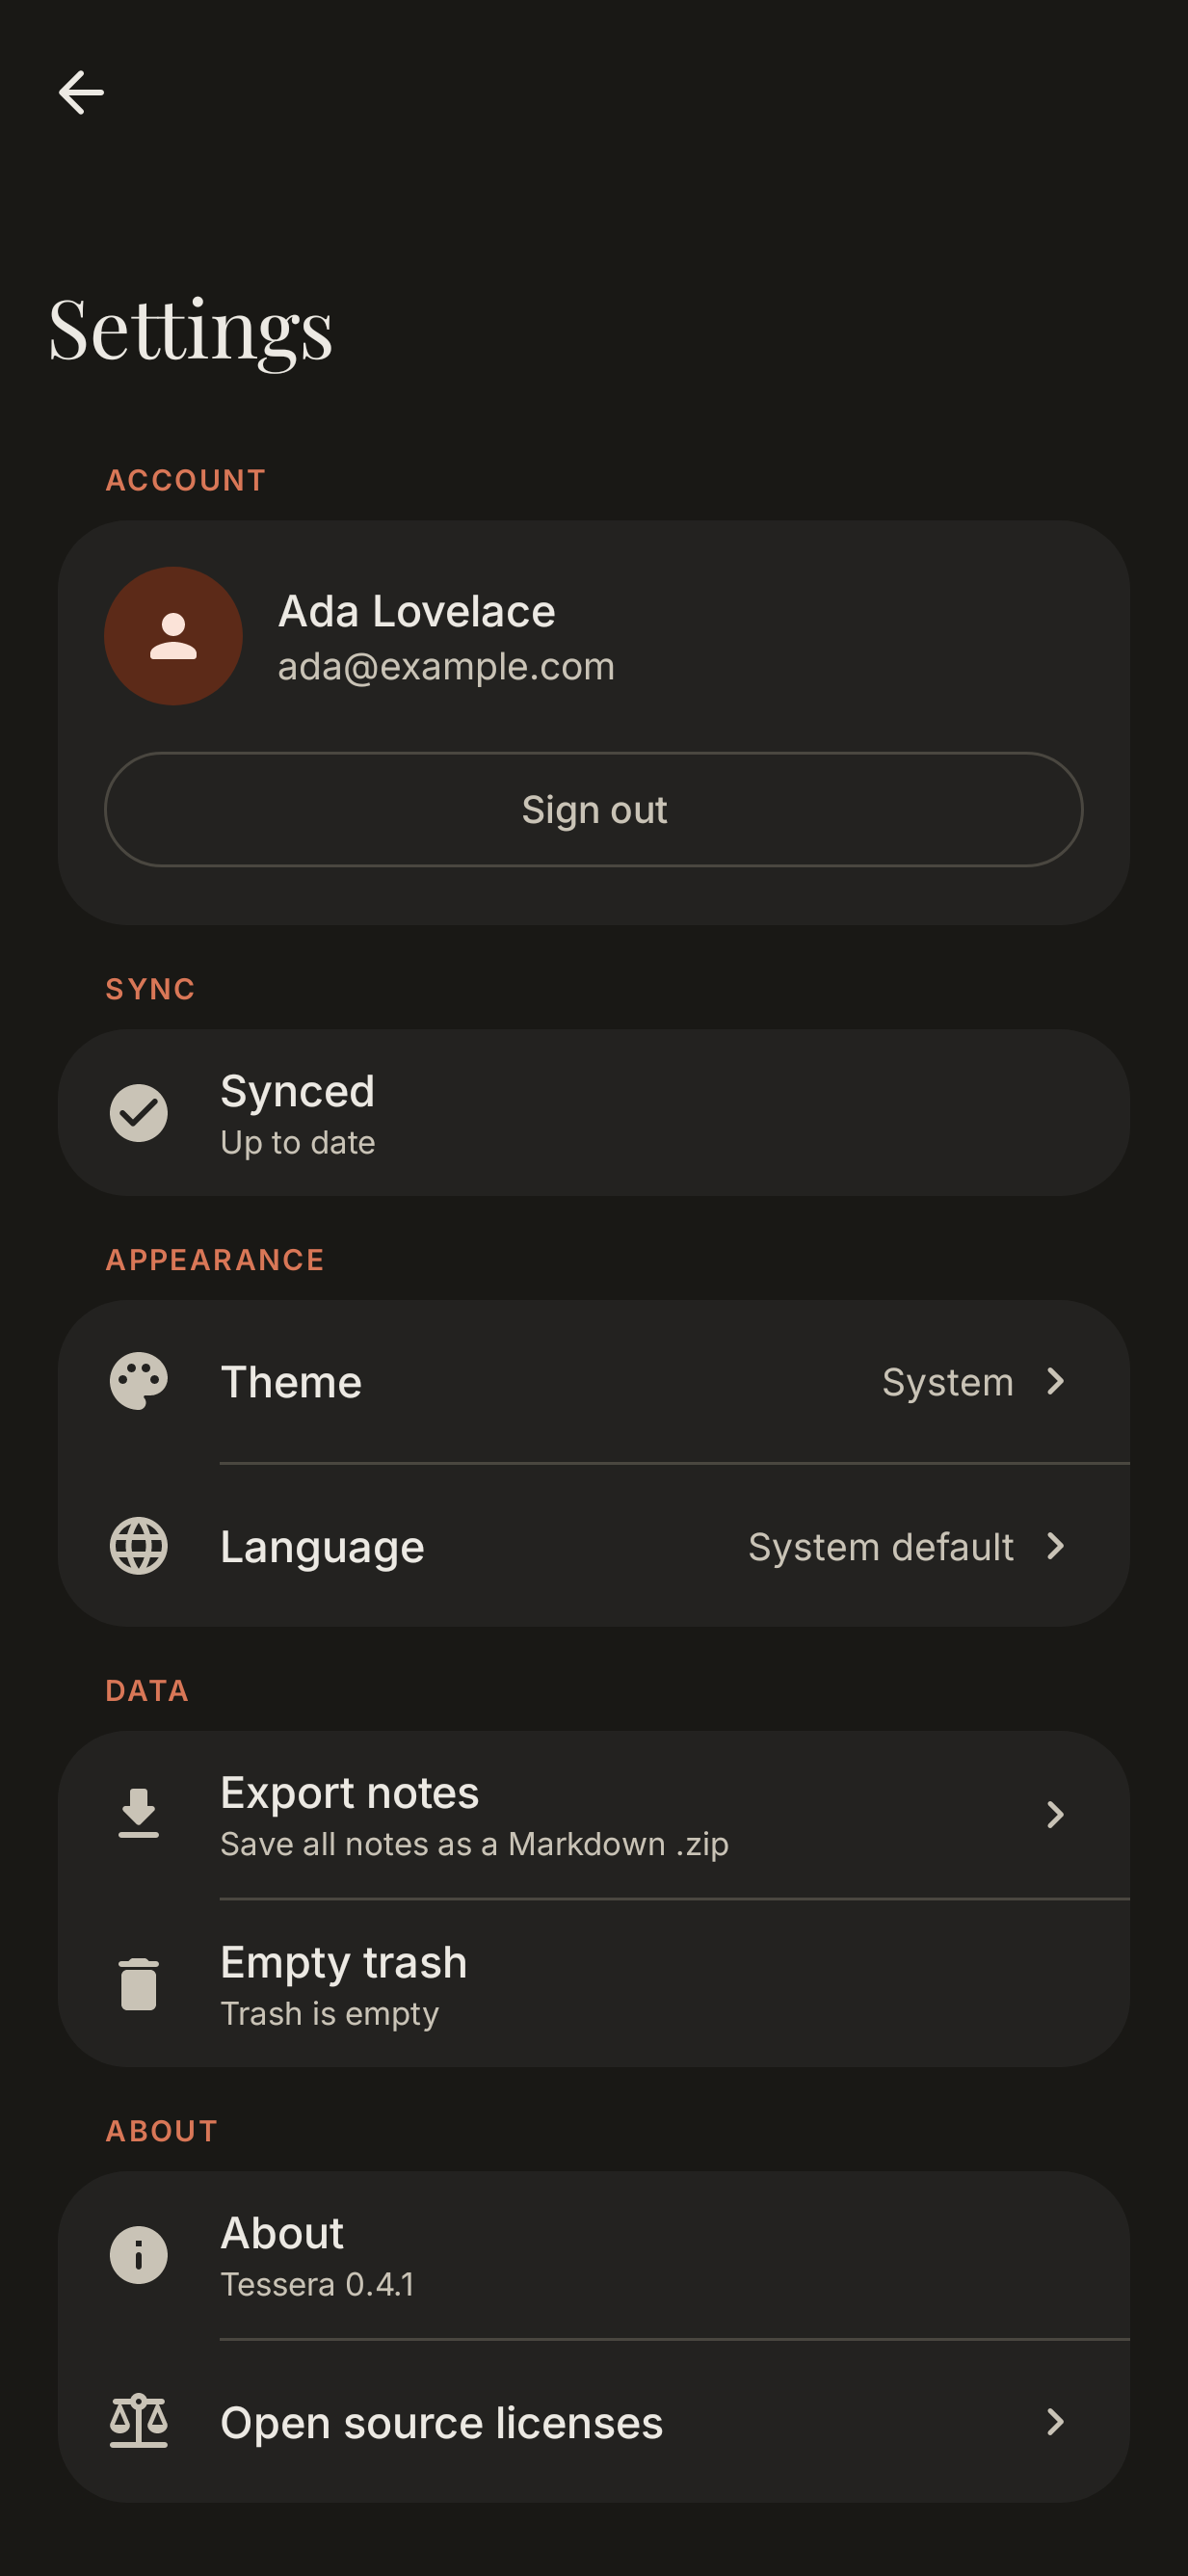 Settings
ACCOUNT
Ada Lovelace
ada@example.com
Sign out
SYNC
Synced
Up to date
APPEARANCE
Theme System
Language System default
DATA
Export notes
Save all notes as a Markdown .zip
Empty trash
Trash is empty
ABOUT
About
Tessera 0.4.1
Open source licenses